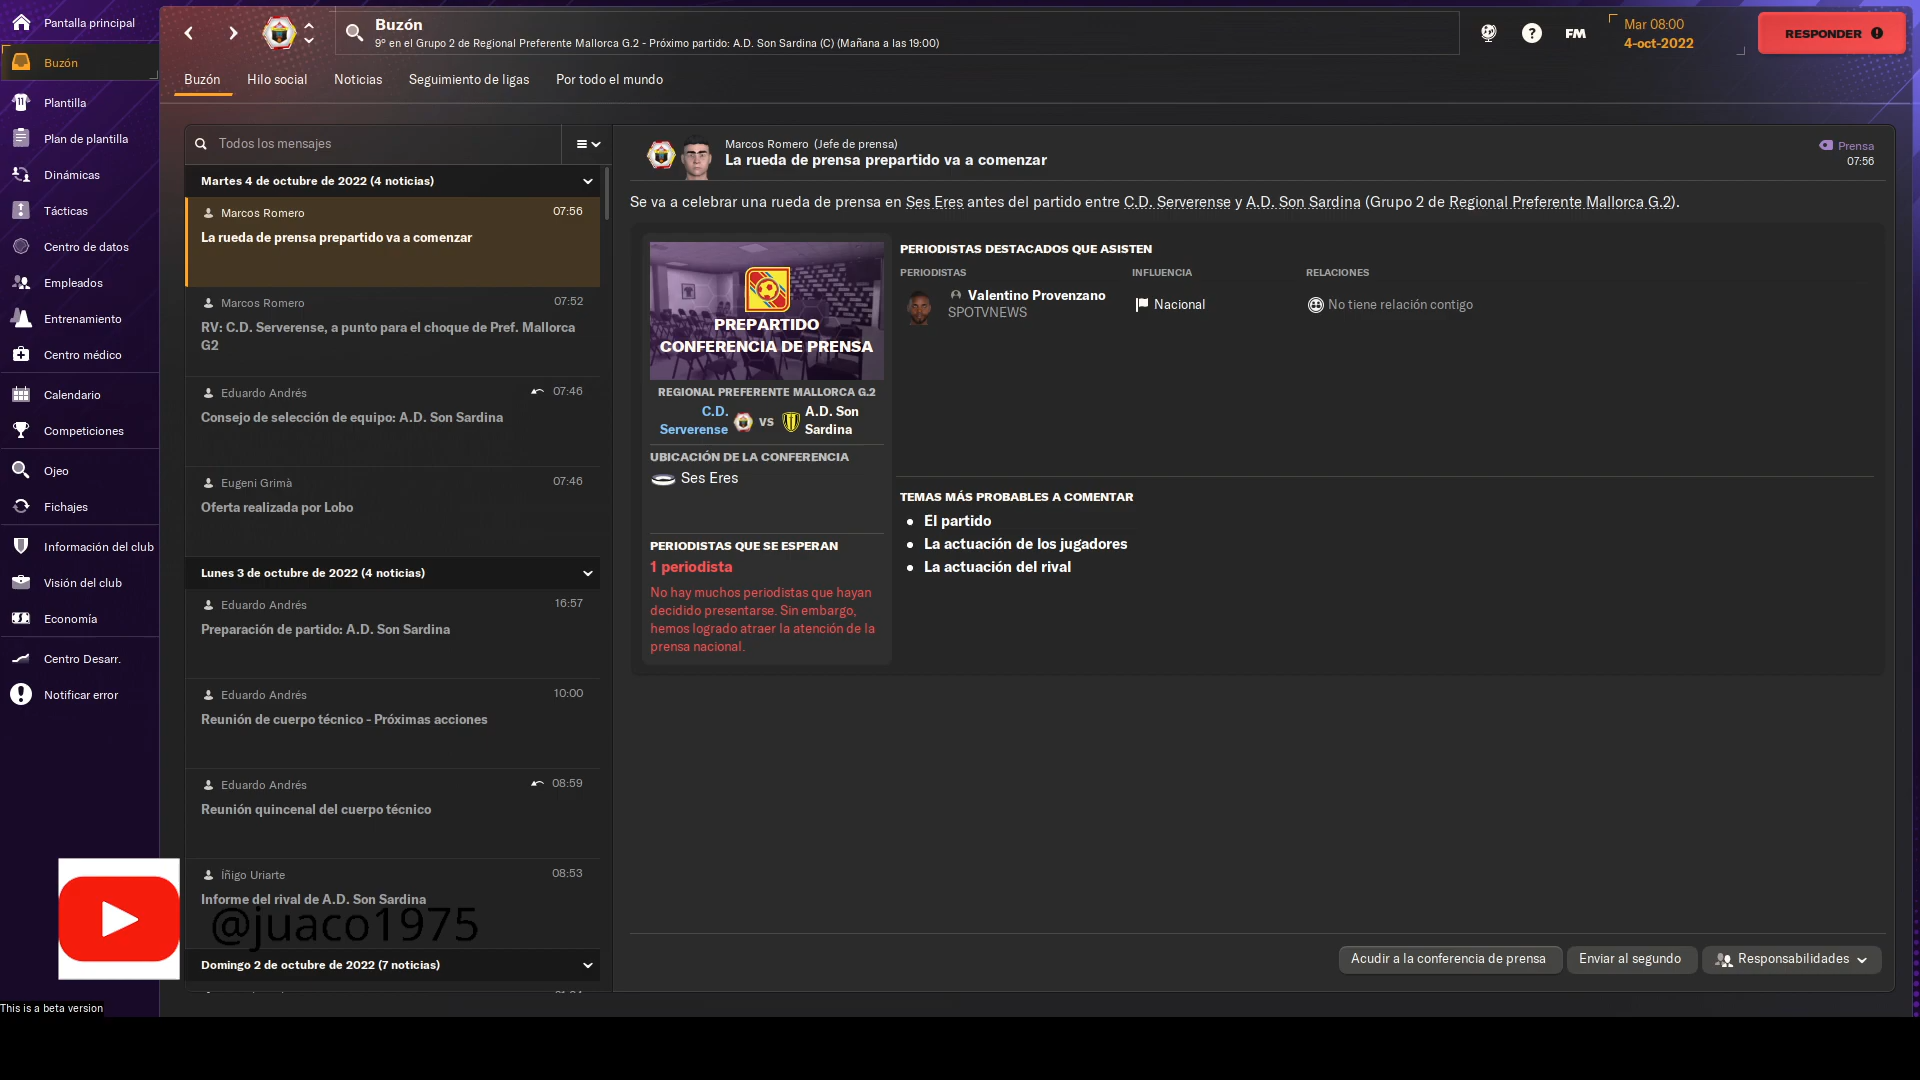 Pantalla principal
Buzón
Plantilla
Plan de plantilla
Dinámicas
Tácticas
Centro de datos
Empleados
Entrenamiento
Centro médico
Calendario
Competiciones
Ojeo
Fichajes
Información del club
Visión del club
Economía
Centro Desarr.
Notificar error
This is a beta version
Buzón
9º en el Grupo 2 de Regional Preferente Mallorca G.2 - Próximo partido: A.D. Son Sardina (C) (Mañana a las 19:00)
FM
Mar 08:00
4-oct-2022
RESPONDER
Buzón Hilo social Noticias Seguimiento de ligas Por todo el mundo
Todos los mensajes
Martes 4 de octubre de 2022 (4 noticias)
Marcos Romero 07:56
La rueda de prensa prepartido va a comenzar
Marcos Romero 07:52
RV: C.D. Serverense, a punto para el choque de Pref. Mallorca
G2
Eduardo Andrés 07:46
Consejo de selección de equipo: A.D. Son Sardina
Eugeni Grimà 07:46
Oferta realizada por Lobo
Lunes 3 de octubre de 2022 (4 noticias)
Eduardo Andrés 16:57
Preparación de partido: A.D. Son Sardina
Eduardo Andrés 10:00
Reunión de cuerpo técnico - Próximas acciones
Eduardo Andrés 08:59
Reunión quincenal del cuerpo técnico
Íñigo Uriarte 08:53
Informe del rival de A.D. Son Sardina
@juaco1975
Domingo 2 de octubre de 2022 (7 noticias)
Marcos Romero (Jefe de prensa)
La rueda de prensa prepartido va a comenzar
Prensa
07:56
Se va a celebrar una rueda de prensa en Ses Eres antes del partido entre C.D. Serverense y A.D. Son Sardina (Grupo 2 de Regional Preferente Mallorca G.2).
PREPARTIDO
CONFERENCIA DE PRENSA
REGIONAL PREFERENTE MALLORCA G.2
C.D. Serverense vs A.D. Son Sardina
UBICACIÓN DE LA CONFERENCIA
Ses Eres
PERIODISTAS QUE SE ESPERAN
1 periodista
No hay muchos periodistas que hayan
decidido presentarse. Sin embargo,
hemos logrado atraer la atención de la
prensa nacional.
PERIODISTAS DESTACADOS QUE ASISTEN
PERIODISTAS INFLUENCIA RELACIONES
Valentino Provenzano
SPOTVNEWS
Nacional
No tiene relación contigo
TEMAS MÁS PROBABLES A COMENTAR
El partido
La actuación de los jugadores
La actuación del rival
Acudir a la conferencia de prensa Enviar al segundo Responsabilidades